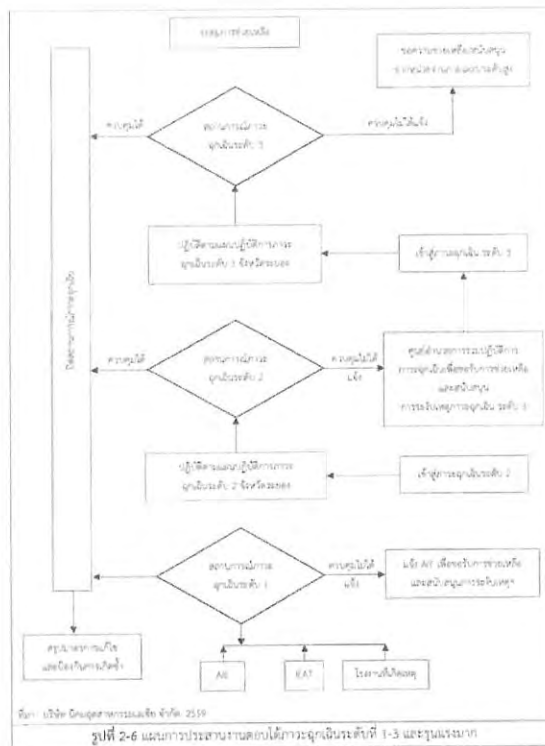 ขอความช่วยเหลือ/สนับสนุน
ควบคุมได้
สถานการณ์ภาวะ
ฉุกเฉินระดับ 3
ควบคุมไม่ได้แจ้ง
ปฏิบัติตามแผนปฏิบัติการภาวะ
ฉุกเฉินระดับ 3 จังหวัดระยอง
เข้าสู่ภาวะฉุกเฉิน ระดับ 3
ปิดสถานการณ์ภาวะฉุกเฉิน
ควบคุมได้
สถานการณ์ภาวะ
ฉุกเฉินระดับ 2
ควบคุมไม่ได้
แจ้ง
ศูนย์อำนวยการระบบปฏิบัติการ
ภาวะฉุกเฉินเพื่อขอรับการช่วยเหลือ
และสนับสนุน
การระงับเหตุภาวะฉุกเฉิน ระดับ 3
ปฏิบัติตามแผนปฏิบัติการภาวะ
ฉุกเฉินระดับ 2 จังหวัดระยอง
เข้าสู่ภาวะฉุกเฉินระดับ 2
สถานการณ์ภาวะ
ฉุกเฉินระดับ 1
ควบคุมไม่ได้
แจ้ง
แจ้ง AIE เพื่อขอรับการช่วยเหลือ
และสนับสนุนการระงับเหตุฯ
สรุปมาตรการแก้ไข
และป้องกันการเกิดซ้ำ
AIE
IEAT
โรงงานที่เกิดเหตุ
ที่มา : บริษัท นิคมอุตสาหกรรมเอเซีย จำกัด, 2559
รูปที่ 2-6 แผนการประสานงานตอบโต้ภาวะฉุกเฉินระดับที่ 1-3 และรุนแรงมาก